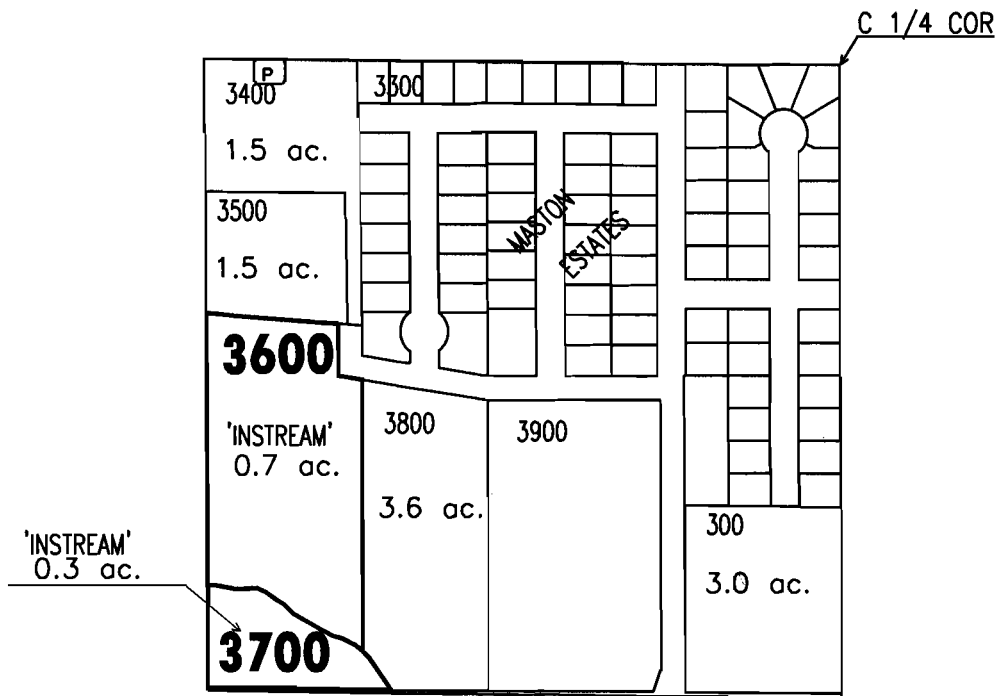 C 1/4 COR
P
3300
3400
1.5 ac.
3500
1.5 ac.
MASTON
ESTATES
3600
'INSTREAM'
0.7 ac.
3800
3.6 ac.
3900
300
3.0 ac.
'INSTREAM'
0.3 ac.
3700